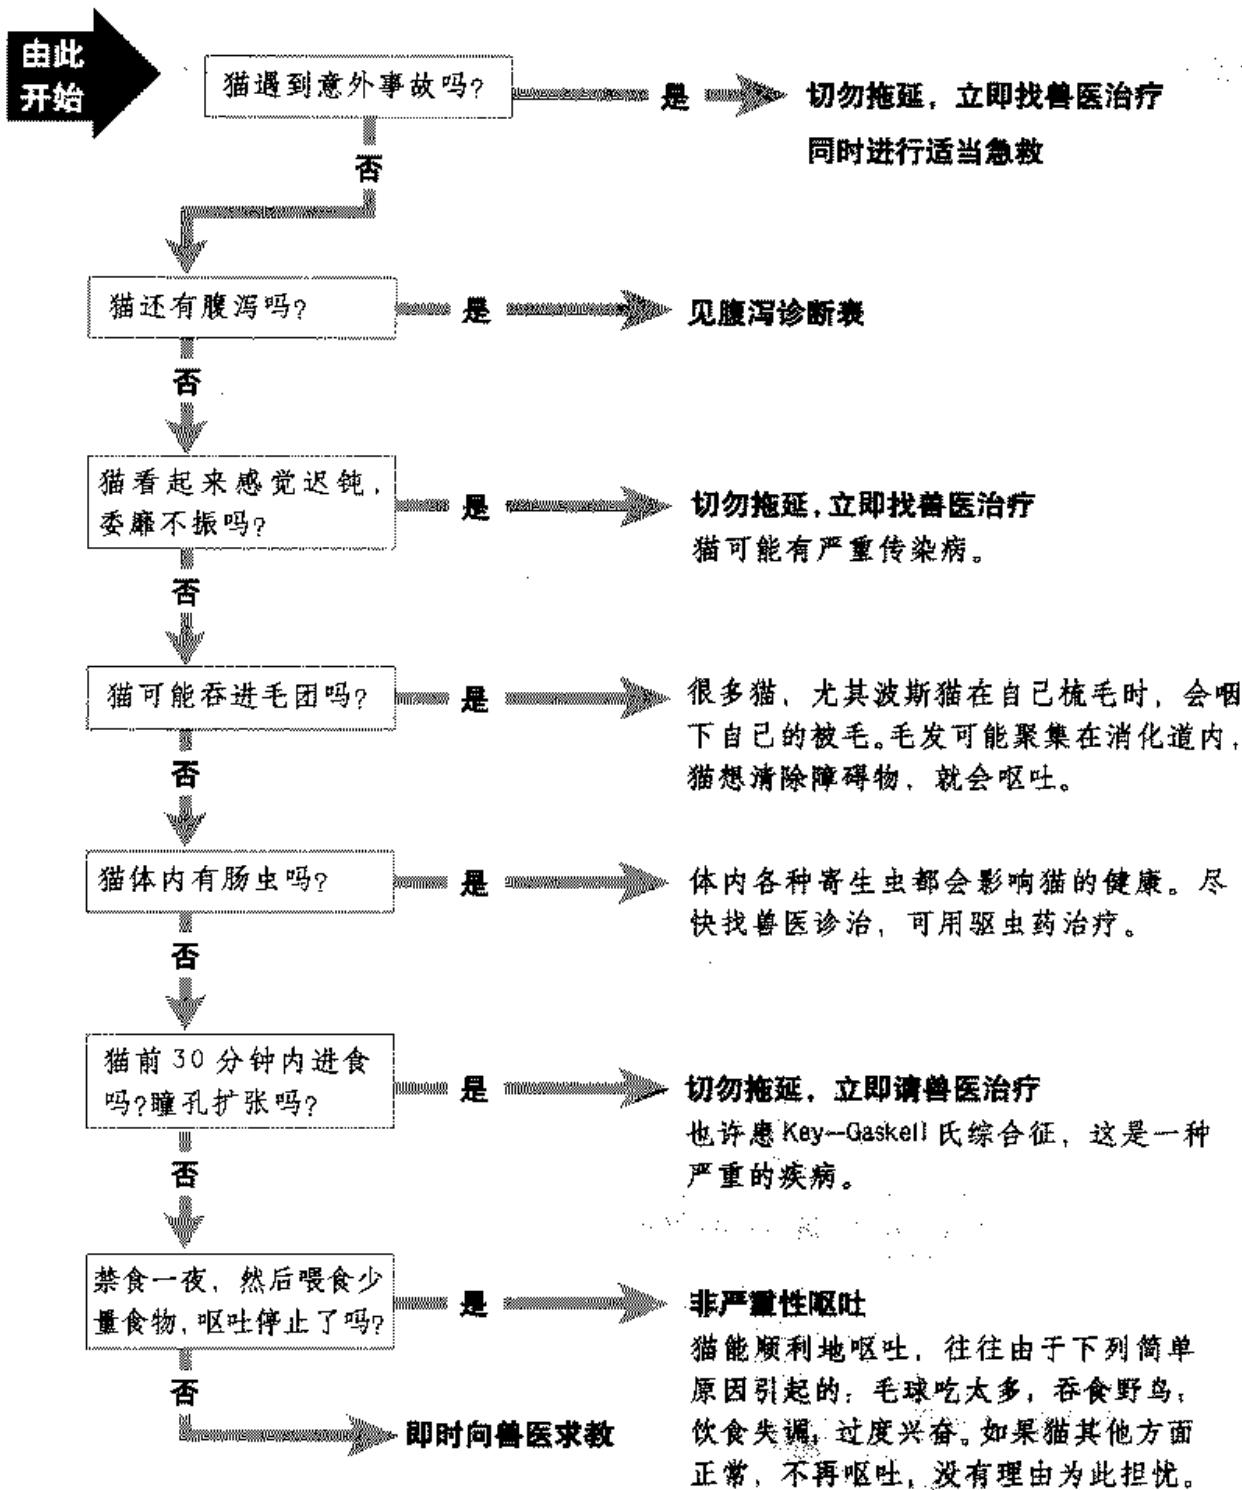 由此
开始
猫遇到意外事故吗?
是
切勿拖延，立即找兽医治疗
同时进行适当急救
否
猫还有腹泻吗?
是
见腹泻诊断表
否
猫看起来感觉迟钝，
委靡不振吗?
是
切勿拖延，立即找兽医治疗
猫可能有严重传染病。
否
猫可能吞进毛团吗?
是
很多猫，尤其波斯猫在自己梳毛时，会咽
下自己的被毛。毛发可能聚集在消化道内，
猫想清除障碍物，就会呕吐。
否
猫体内有肠虫吗?
是
体内各种寄生虫都会影响猫的健康。尽
快找兽医诊治，可用驱虫药治疗。
否
猫前30分钟内进食
吗?瞳孔扩张吗?
是
切勿拖延，立即请兽医治疗
也许患Key--Gaskell氏综合征，这是一种
严重的疾病。
否
禁食一夜，然后喂食少
量食物，呕吐停止了吗?
是
非严重性呕吐
猫能顺利地呕吐，往往由于下列简单
原因引起的：毛球吃太多，吞食野鸟，
饮食失调，过度兴奋。如果猫其他方面
正常，不再呕吐，没有理由为此担忧。
否
即时向兽医求教